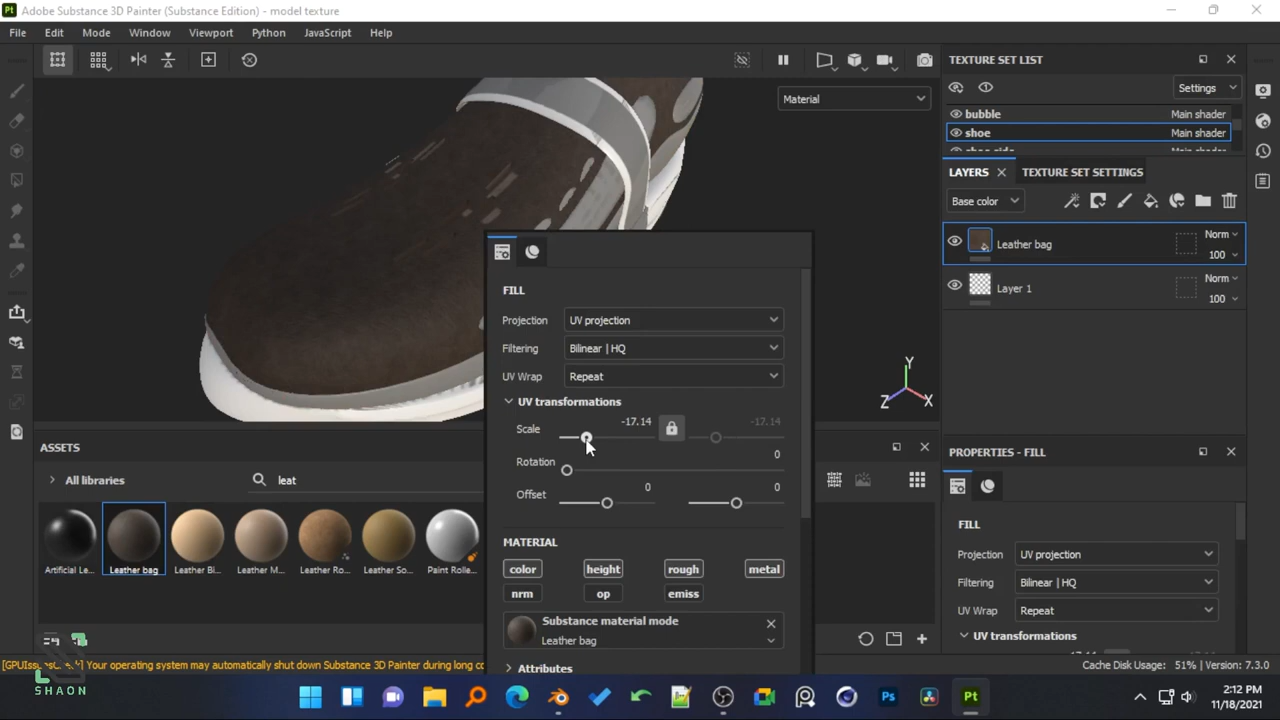 Pt Adobe Substance 3D Painter (Substance Edition) - model texture
File Edit Mode Window Viewport Python JavaScript Help
Material
TEXTURE SET LIST
Settings
bubble Main shader
shoe Main shader
LAYERS TEXTURE SET SETTINGS
Base color
Leather bag Norm 100
Layer 1 Norm 100
Y
Z X
FILL
Projection UV projection
Filtering Bilinear | HQ
UV Wrap Repeat
UV transformations
Scale -17.14 -17.14
Rotation 0
Offset 0 0
MATERIAL
color height rough metal
nrm op emiss
Substance material mode
Leather bag
Attributes
ASSETS
All libraries leat
Artificial Le... Leather bag Leather Bi... Leather M... Leather Ro... Leather So... Paint Rolle...
PROPERTIES - FILL
FILL
Projection UV projection
Filtering Bilinear | HQ
UV Wrap Repeat
UV transformations
Your operating system may automatically shut down Substance 3D Painter during long co
Cache Disk Usage: 51% | Version: 7.3.0
SHAON
Ps Pt
2:12 PM
11/18/2021